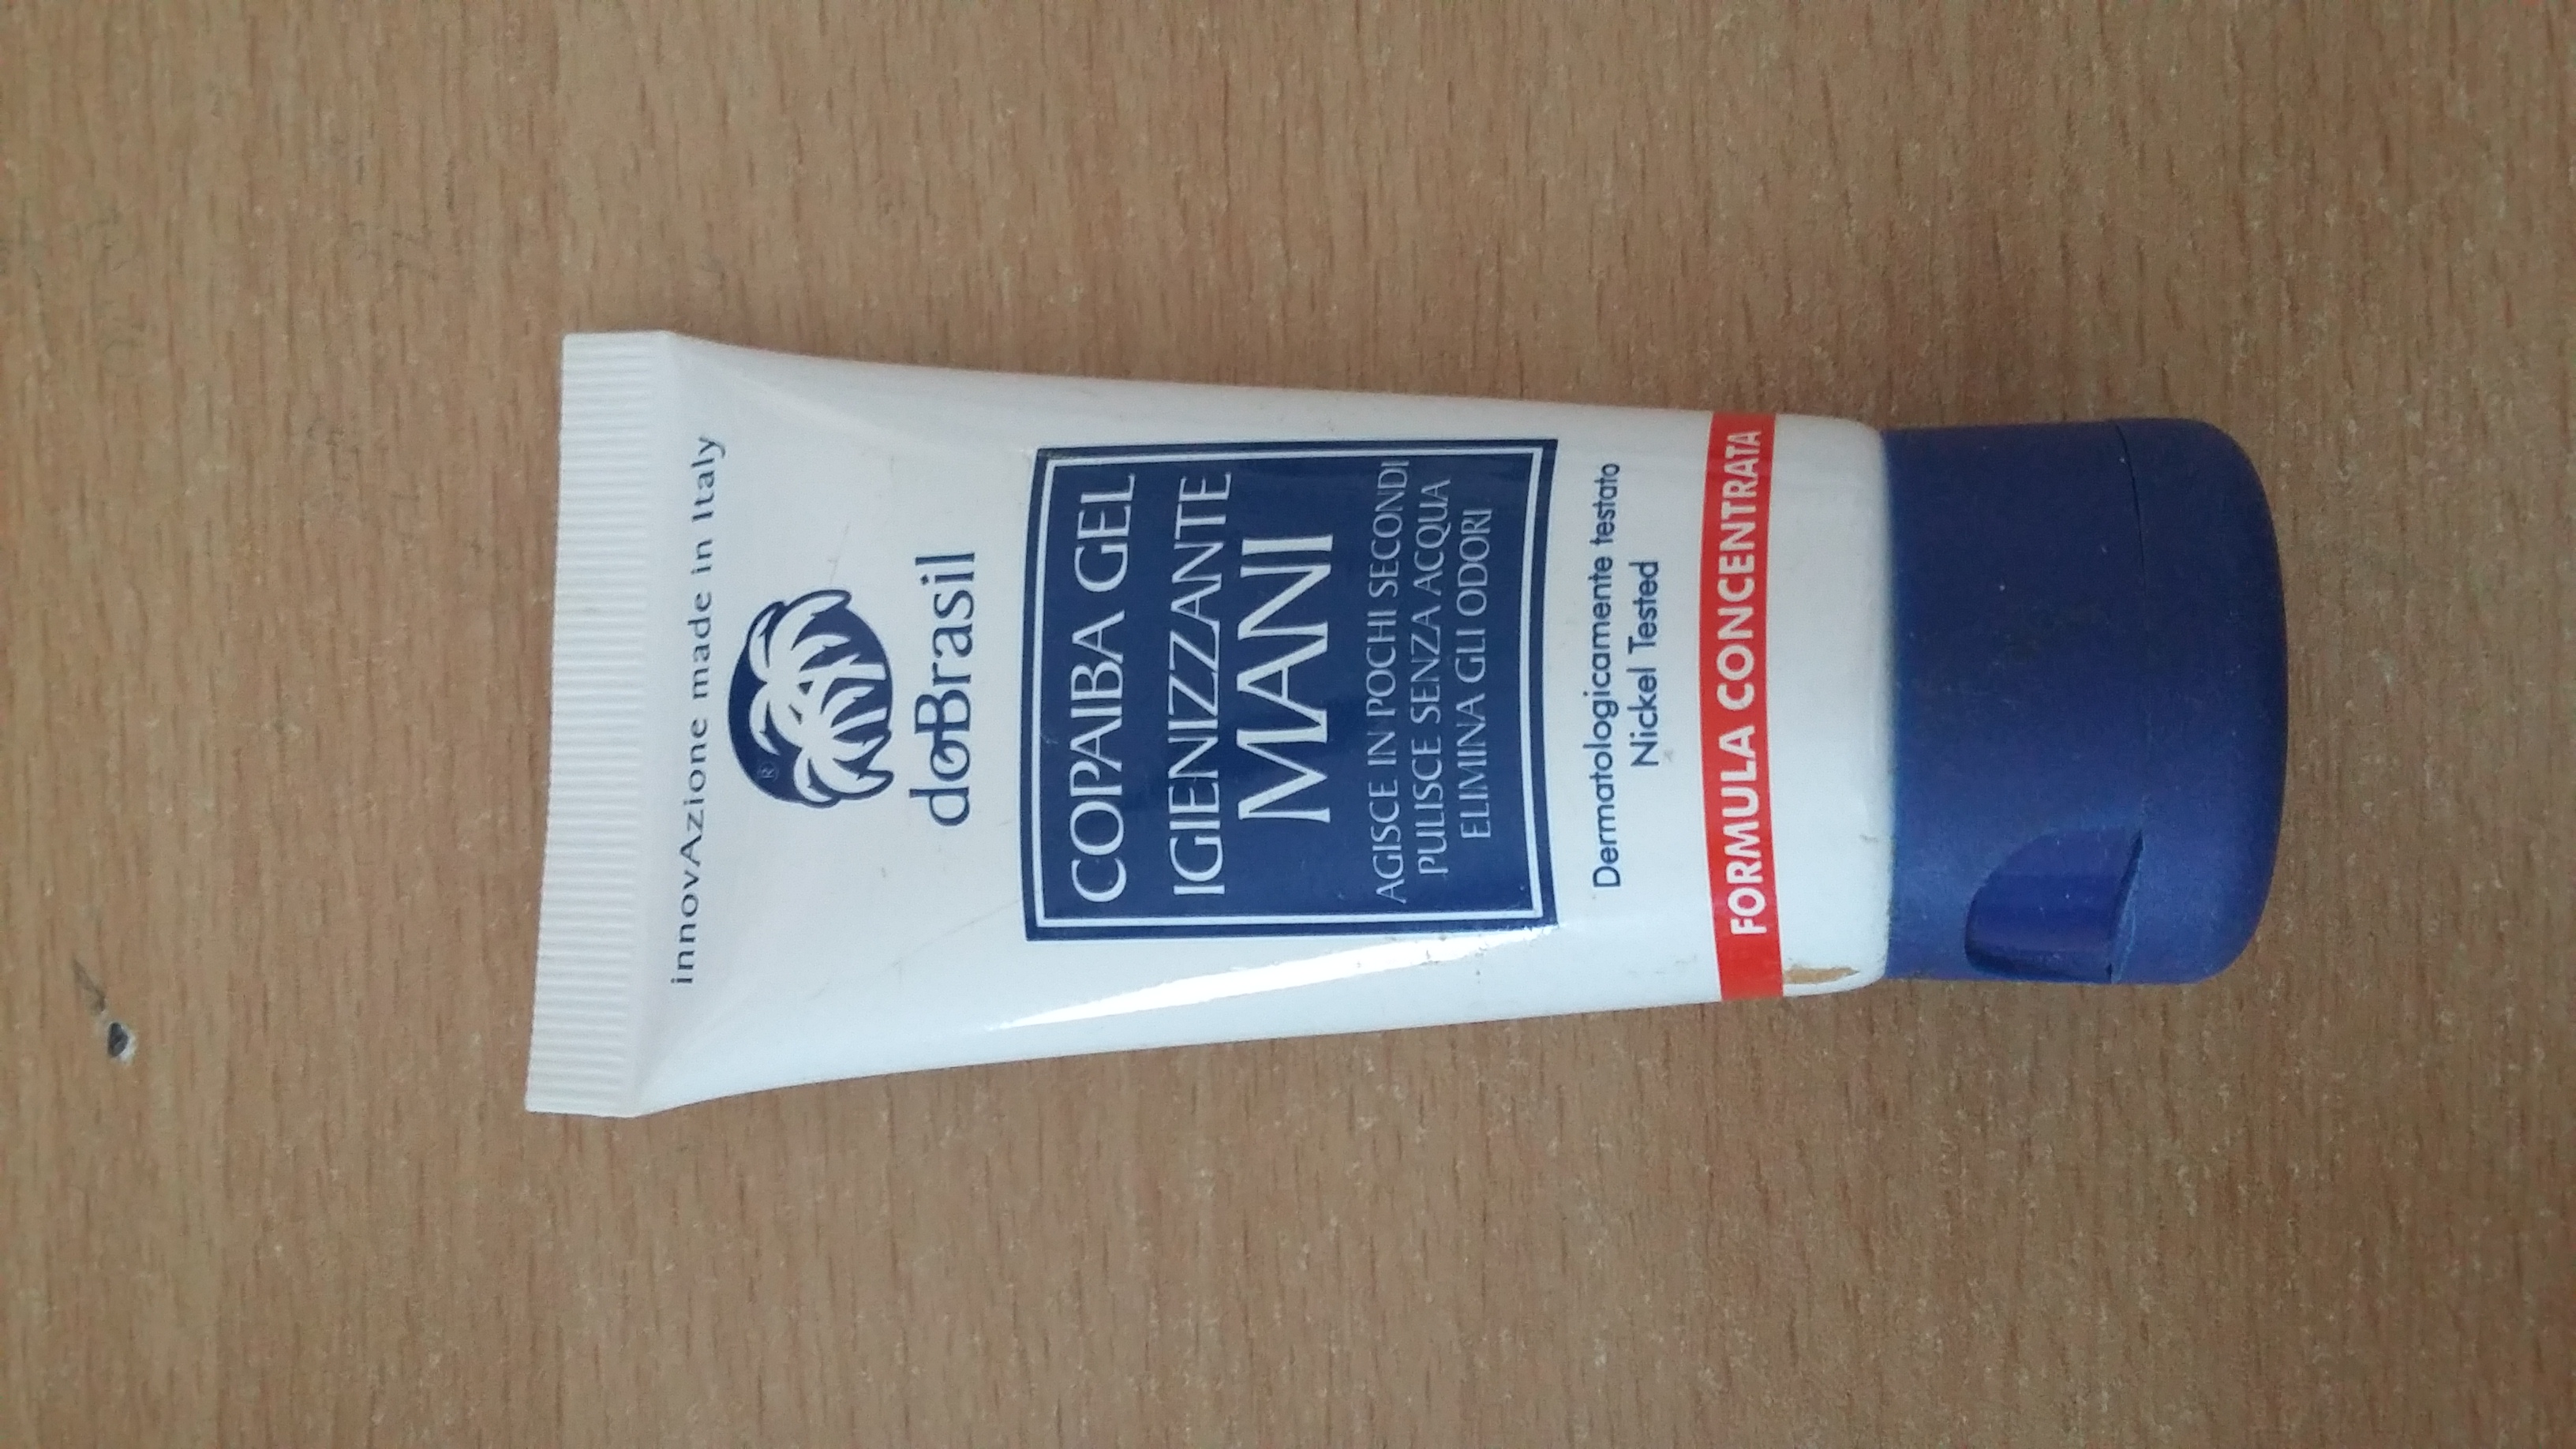 innovAzione made in Italy
®
doBrasil
COPAIBA GEL
IGIENIZZANTE
MANI
AGISCE IN POCHI SECONDI
PULISCE SENZA ACQUA
ELIMINA GLI ODORI
Dermatologicamente testato
Nickel Tested
FORMULA CONCENTRATA